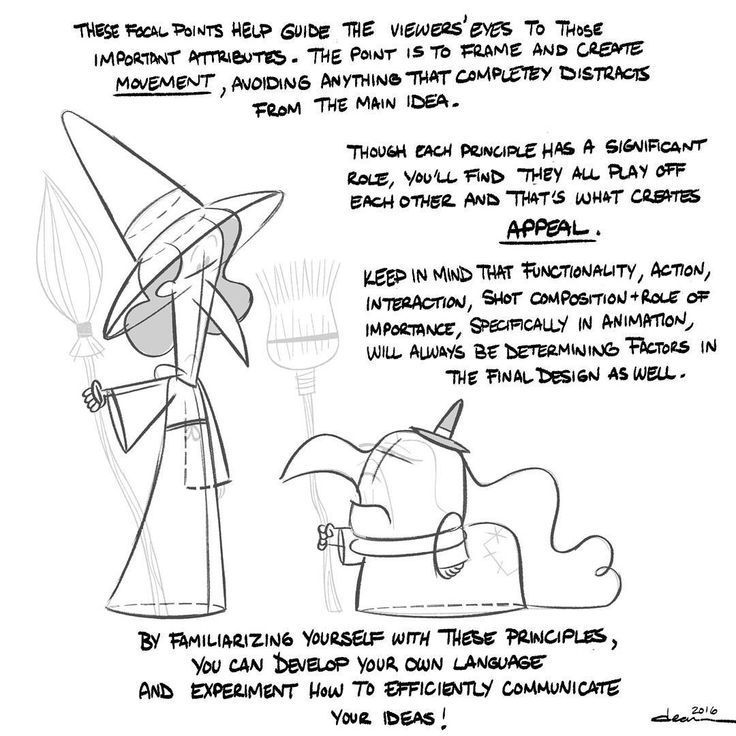 THESE FOCAL POINTS HELP GUIDE THE VIEWERS' EYES TO THOSE
IMPORTANT ATTRIBUTES. THE POINT IS TO FRAME AND CREATE
MOVEMENT, AVOIDING ANYTHING THAT COMPLETEY DISTRACTS
FROM THE MAIN IDEA.
THOUGH EACH PRINCIPLE HAS A SIGNIFICANT
ROLE, YOU'LL FIND THEY ALL PLAY OFF
EACH OTHER AND THAT'S WHAT CREATES
APPEAL.
KEEP IN MIND THAT FUNCTIONALITY, ACTION,
INTERACTION, SHOT COMPOSITION + ROLE OF
IMPORTANCE, SPECIFICALLY IN ANIMATION,
WILL ALWAYS BE DETERMINING FACTORS IN
THE FINAL DESIGN AS WELL.
BY FAMILIARIZING YOURSELF WITH THESE PRINCIPLES,
YOU CAN DEVELOP YOUR OWN LANGUAGE
AND EXPERIMENT HOW TO EFFICIENTLY COMMUNICATE
YOUR IDEAS!
2016